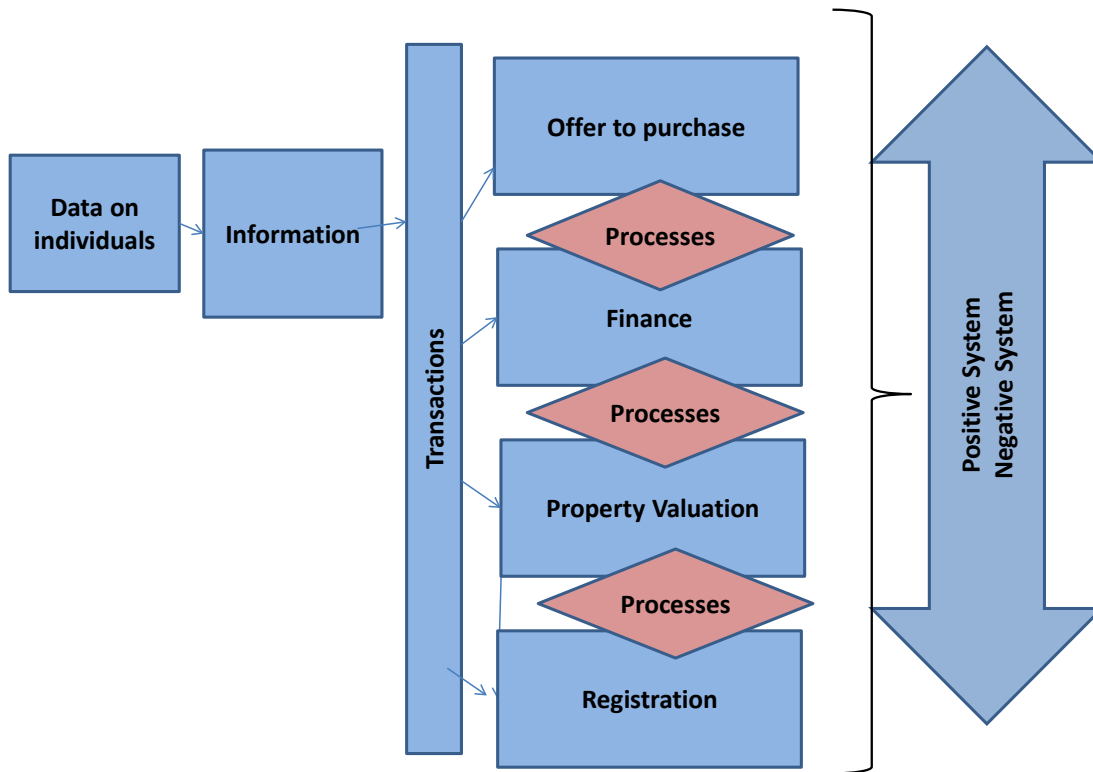 Data on
individuals
Information
Transactions
Offer to purchase
Processes
Finance
Processes
Property Valuation
Processes
Registration
Positive System
Negative System